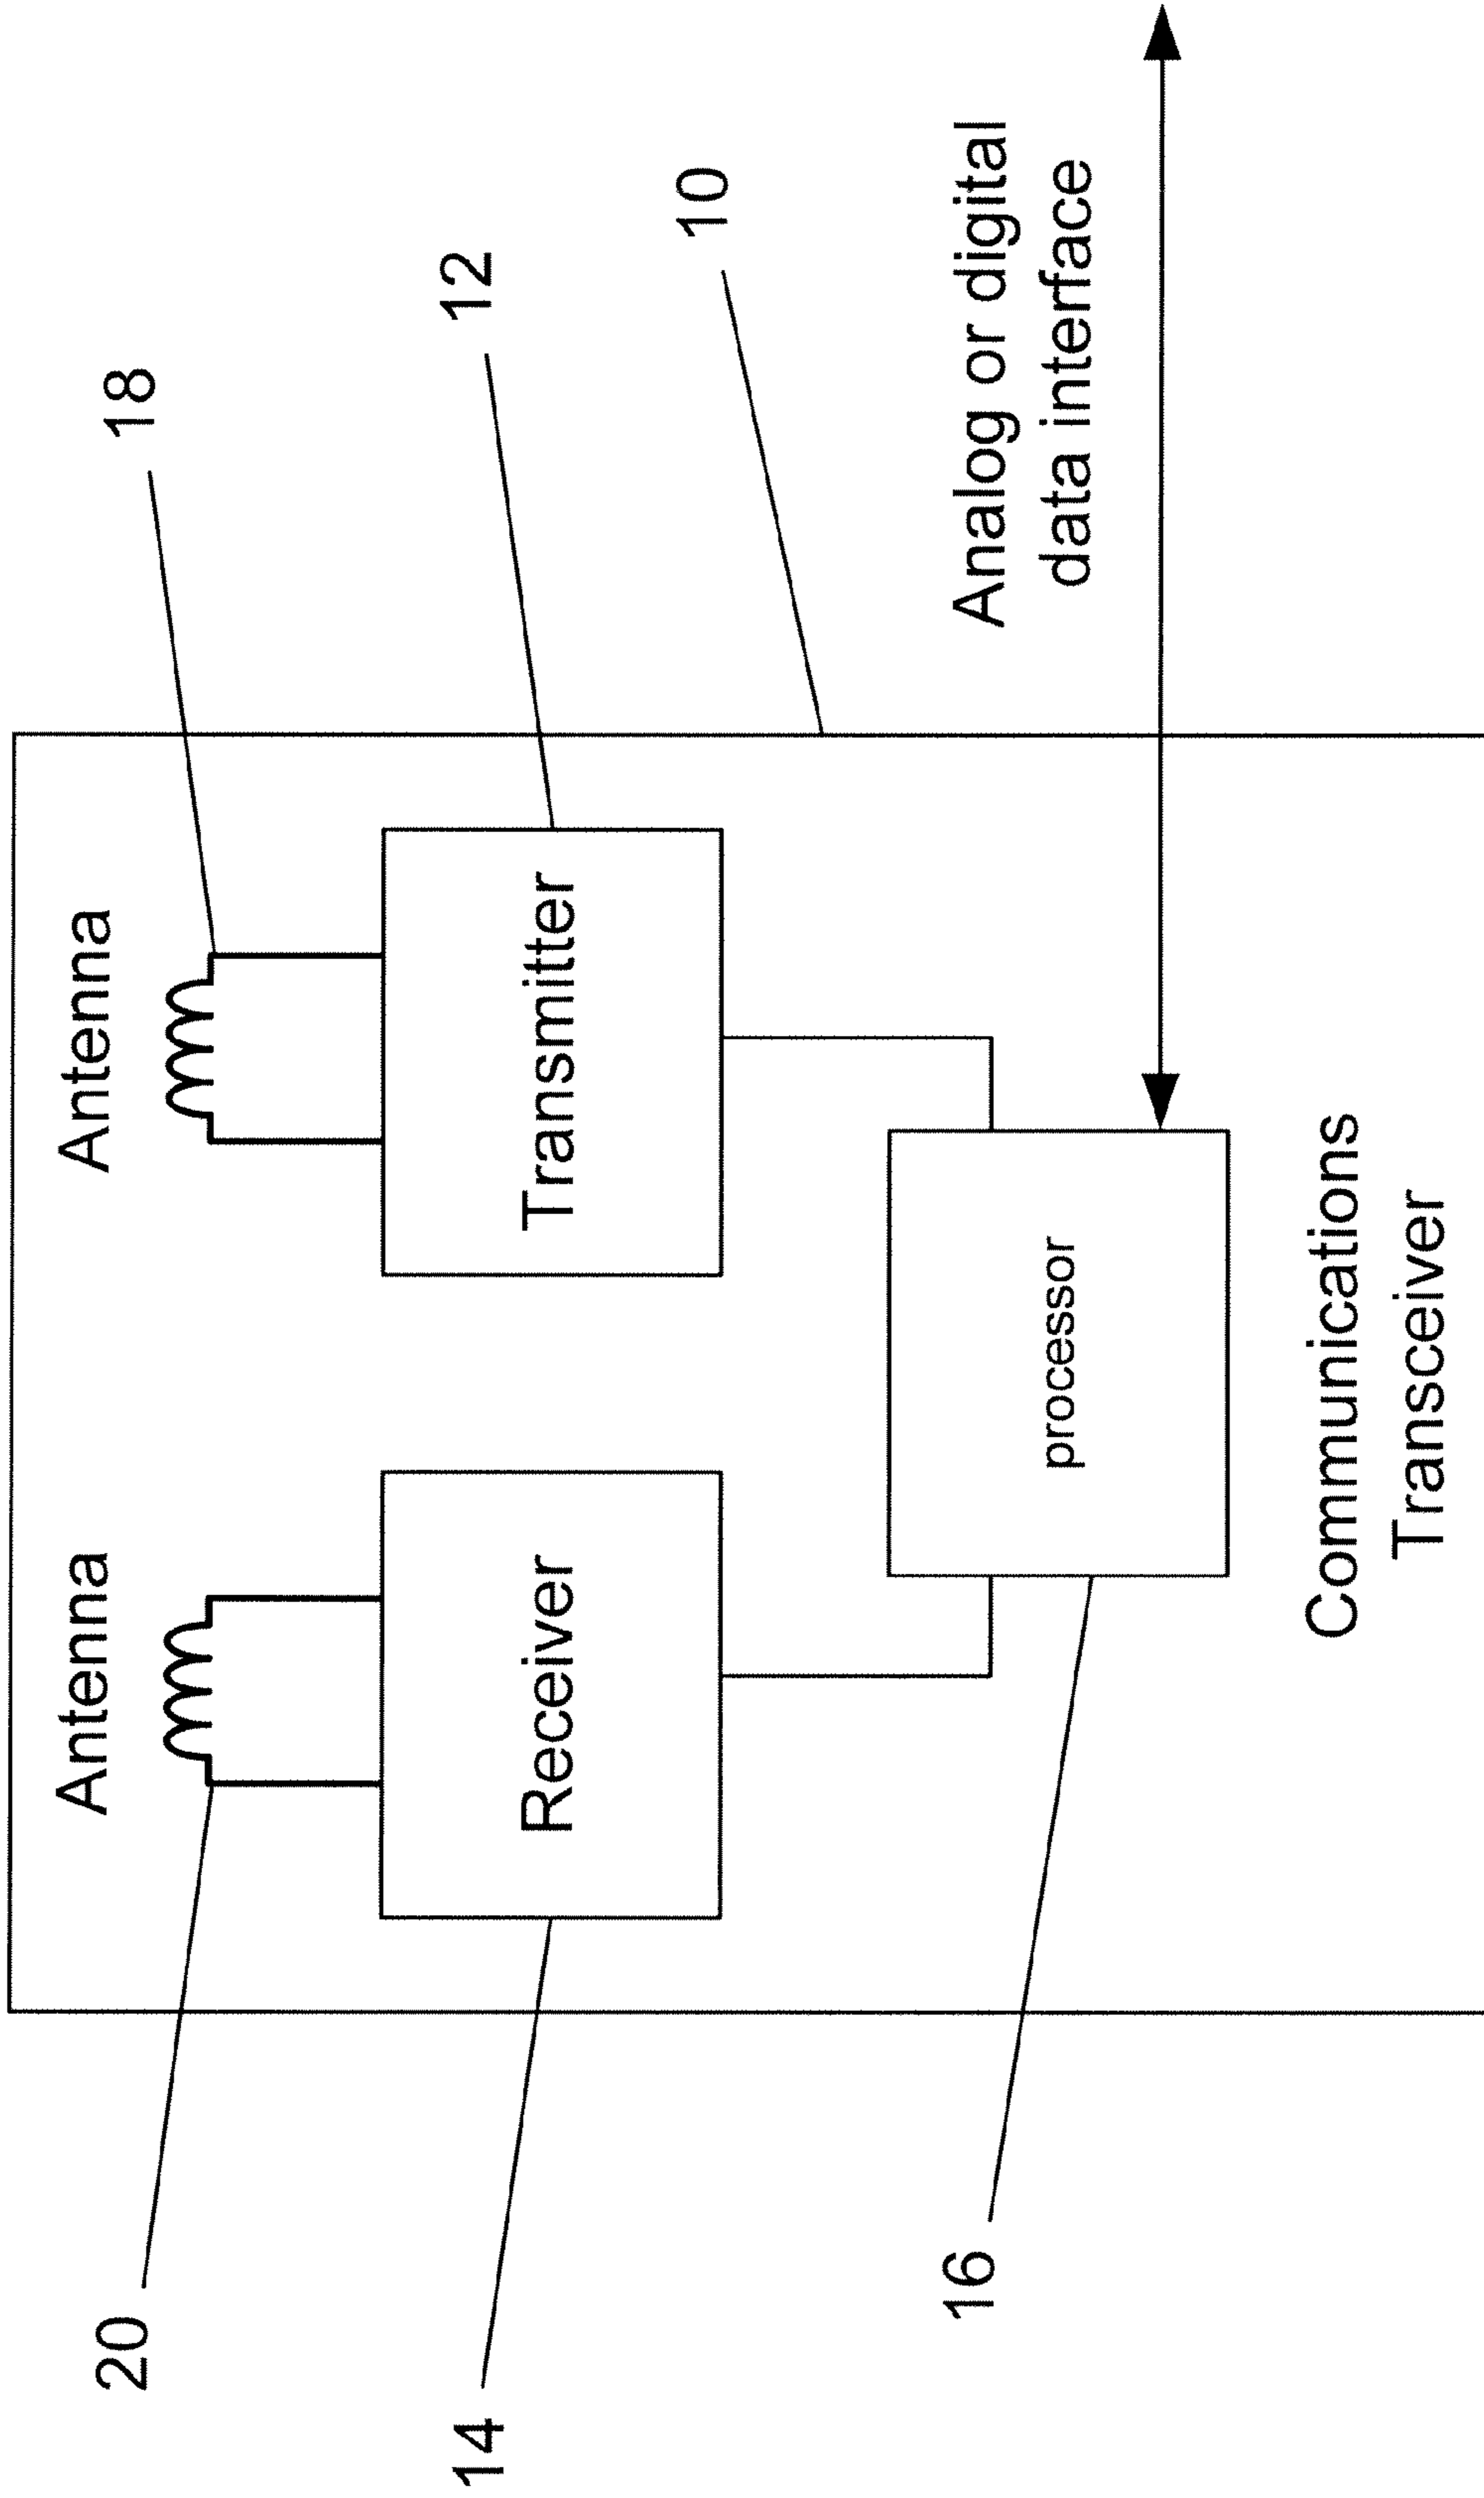 Antenna
Antenna
20
18
14
Receiver
Transmitter
12
10
16
processor
Analog or digital
data interface
Communications
Transceiver